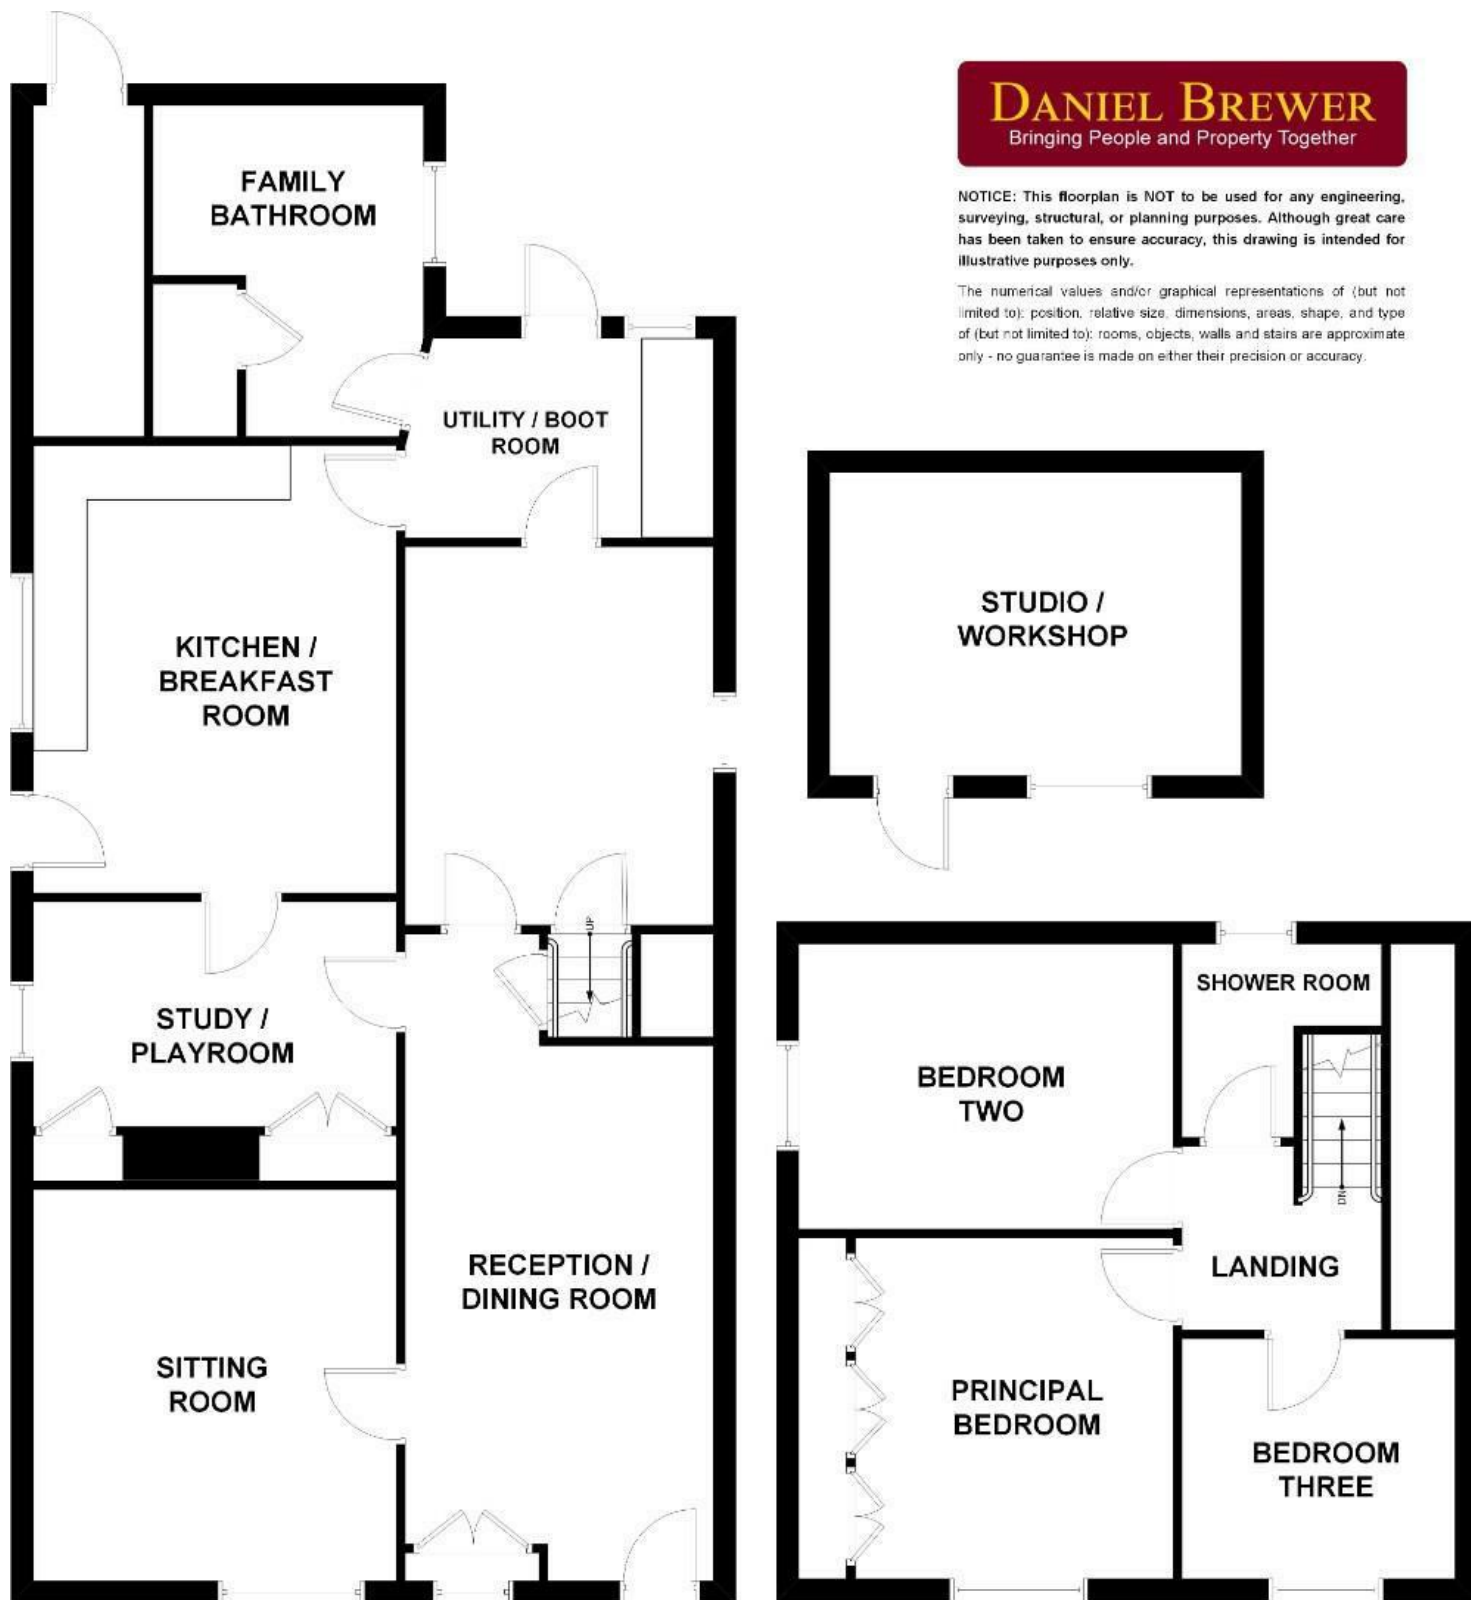 DANIEL BREWER
Bringing People and Property Together
NOTICE: This floorplan is NOT to be used for any engineering,
surveying, structural, or planning purposes. Although great care
has been taken to ensure accuracy, this drawing is intended for
illustrative purposes only.
The numerical values and/or graphical representations of (but not
limited to): position, relative size, dimensions, areas, shape, and type
of (but not limited to): rooms, objects, walls and stairs are approximate
only - no guarantee is made on either their precision or accuracy.
FAMILY
BATHROOM
UTILITY / BOOT
ROOM
KITCHEN /
BREAKFAST
ROOM
STUDIO /
WORKSHOP
UP
STUDY /
PLAYROOM
RECEPTION /
DINING ROOM
SITTING
ROOM
SHOWER ROOM
BEDROOM
TWO
DN
LANDING
PRINCIPAL
BEDROOM
BEDROOM
THREE